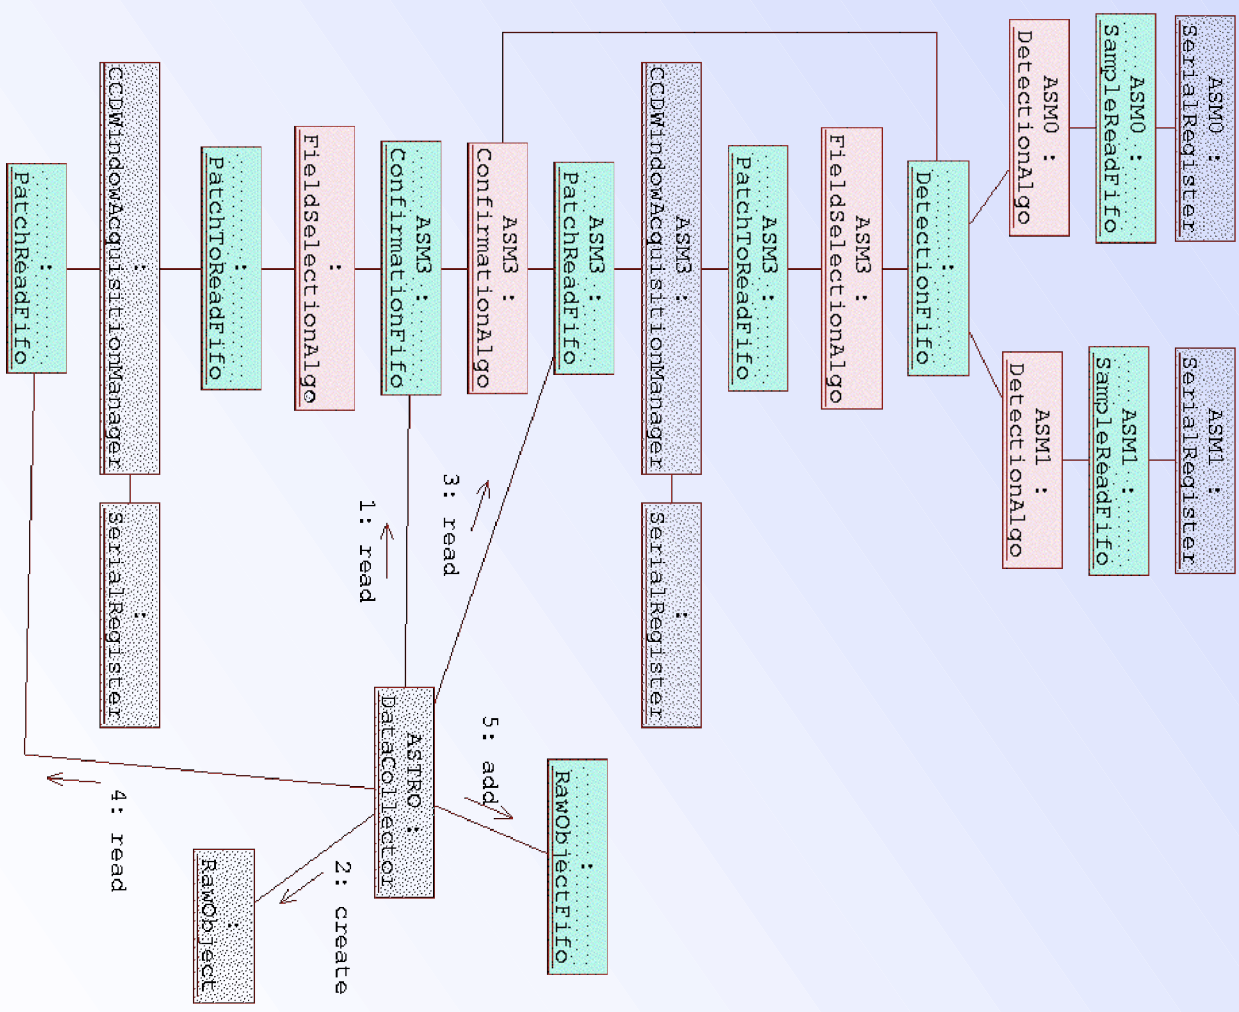 ASM0 :
SerialRegister
ASM1 :
SerialRegister
ASM0 :
SampleReadFifo
ASM1 :
SampleReadFifo
ASM0 :
DetectionAlgo
ASM1 :
DetectionAlgo
:
DetectionFifo
ASM3 :
FieldSelectionAlgo
ASM3 :
PatchToReadFifo
ASM3 :
CCDWindowAcquisitionManager
:
SerialRegister
ASM3 :
PatchReadFifo
:
RawObjectFifo
ASM3 :
ConfirmationAlgo
5: add
3: read
ASM3 :
ConfirmationFifo
ASTRO :
DataCollector
1: read
2: create
:
FieldSelectionAlgo
:
PatchToReadFifo
:
RawObject
:
CCDWindowAcquisitionManager
:
SerialRegister
4: read
:
PatchReadFifo